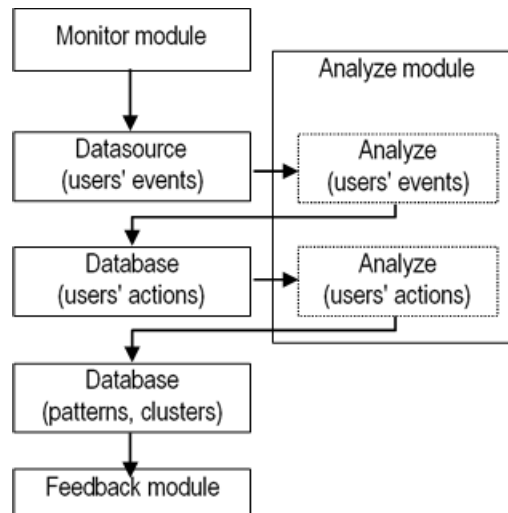 Monitor module
Analyze module
Datasource
(users' events)
Analyze
(users' events)
Database
(users' actions)
Analyze
(users' actions)
Database
(patterns, clusters)
Feedback module